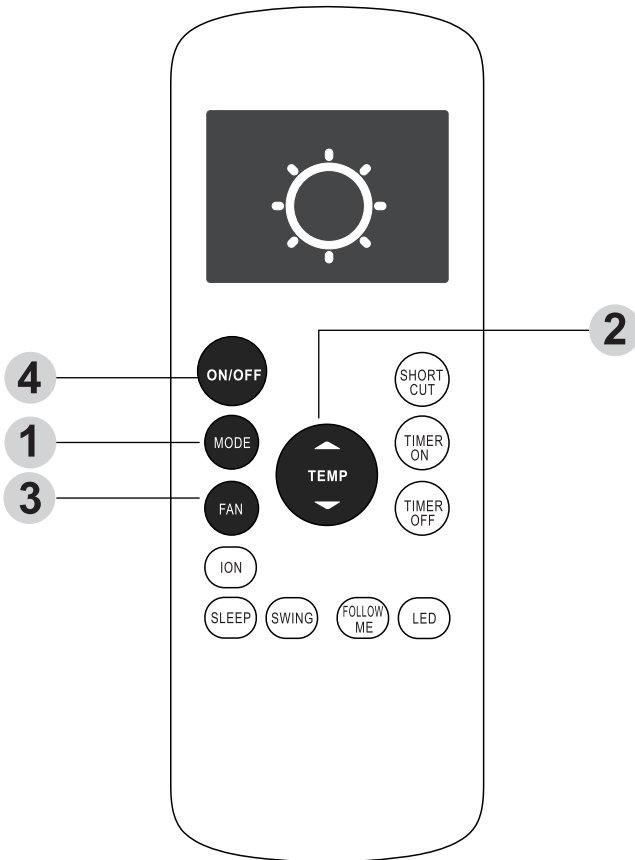 2
4
ON/OFF
SHORT
CUT
1
MODE
TEMP
TIMER
ON
3
FAN
TIMER
OFF
ION
SLEEP
SWING
FOLLOW
ME
LED